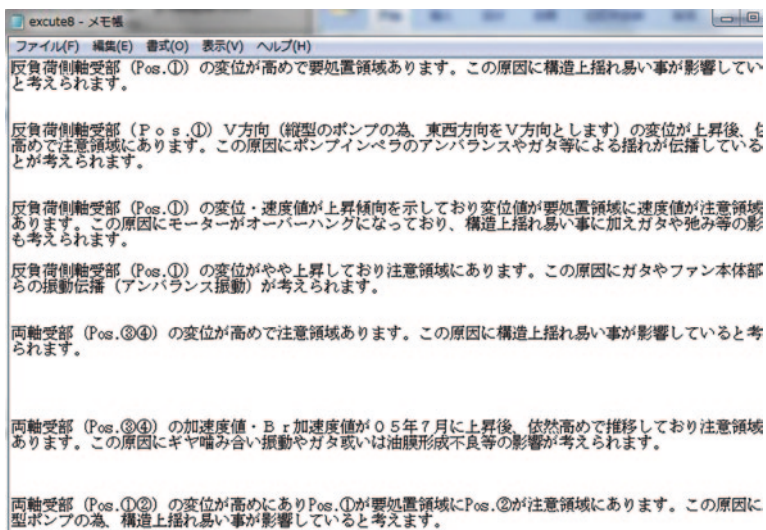 excute8 - メモ帳
ファイル(F) 編集(E) 書式(O) 表示(V) ヘルプ(H)
反負荷側軸受部（Pos.①）の変位が高めで要処置領域あります。この原因に構造上揺れ易い事が影響してい
と考えられます。
反負荷側軸受部（Ｐｏｓ.①）Ｖ方向（縦型のポンプの為、東西方向をＶ方向とします）の変位が上昇後、
高めで注意領域にあります。この原因にポンプインペラのアンバランスやガタ等による揺れが伝播している
とが考えられます。
反負荷側軸受部（Pos.①）の変位・速度値が上昇傾向を示しており変位値が要処置領域に速度値が注意領域
あります。この原因にモーターがオーバーハングになっており、構造上揺れ易い事に加えガタや弛み等の影
も考えられます。
反負荷側軸受部（Pos.①）の変位がやや上昇しており注意領域にあります。この原因にガタやファン本体部
らの振動伝播（アンバランス振動）が考えられます。
両軸受部（Pos.③④）の変位が高めで注意領域あります。この原因に構造上揺れ易い事が影響していると考
られます。
両軸受部（Pos.③④）の加速度値・Ｂｒ加速度値が０５年７月に上昇後、依然高めで推移しており注意領域
あります。この原因にギヤ噛み合い振動やガタ或いは油膜形成不良等の影響が考えられます。
両軸受部（Pos.①②）の変位が高めにありPos.①が要処置領域にPos.②が注意領域にあります。この原因に
型ポンプの為、構造上揺れ易い事が影響していると考えます。